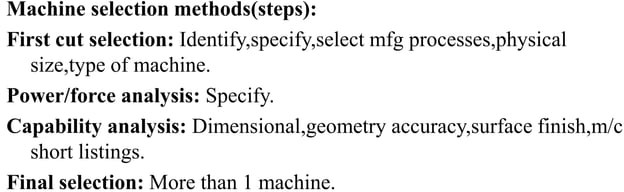 Machine selection methods(steps):
First cut selection: Identify,specify,select mfg processes,physical
size,type of machine.
Power/force analysis: Specify.
Capability analysis: Dimensional,geometry accuracy,surface finish,m/c
short listings.
Final selection: More than 1 machine.